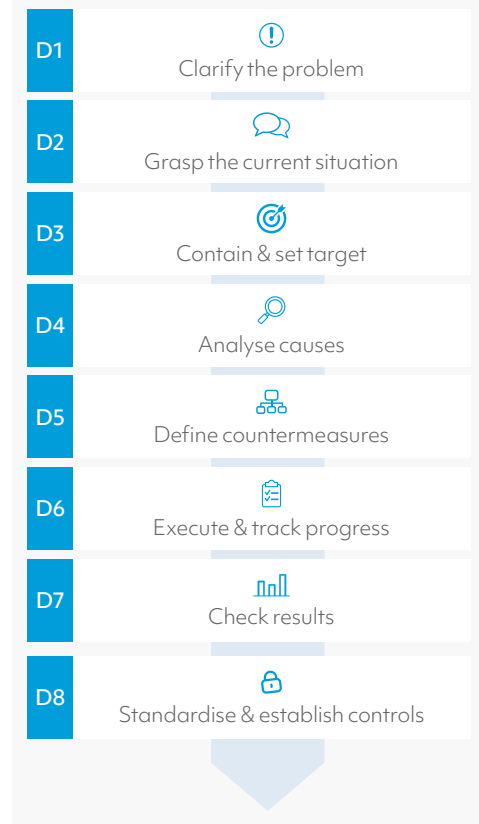 D1
Clarify the problem
D2
Grasp the current situation
D3
Contain & set target
D4
Analyse causes
D5
Define countermeasures
D6
Execute & track progress
D7
Check results
D8
Standardise & establish controls